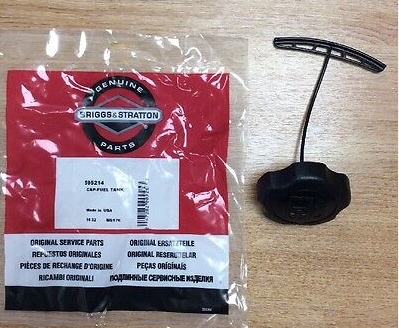 GENUINE
BRIGGS & STRATTON
PARTS
595214
CAP-FUEL TANK
Made in USA
ORIGINAL SERVICE PARTS
ORIGINAL ERSATZTEILE
REPUESTOS ORIGINALES
ORIGINAL RESERVDELAR
PIÈCES DE RECHANGE D'ORIGINE
PEÇAS ORIGINAIS
RICAMBI ORIGINALI
ПОДЛИННЫЕ СЕРВИСНЫЕ ИЗДЕЛИЯ